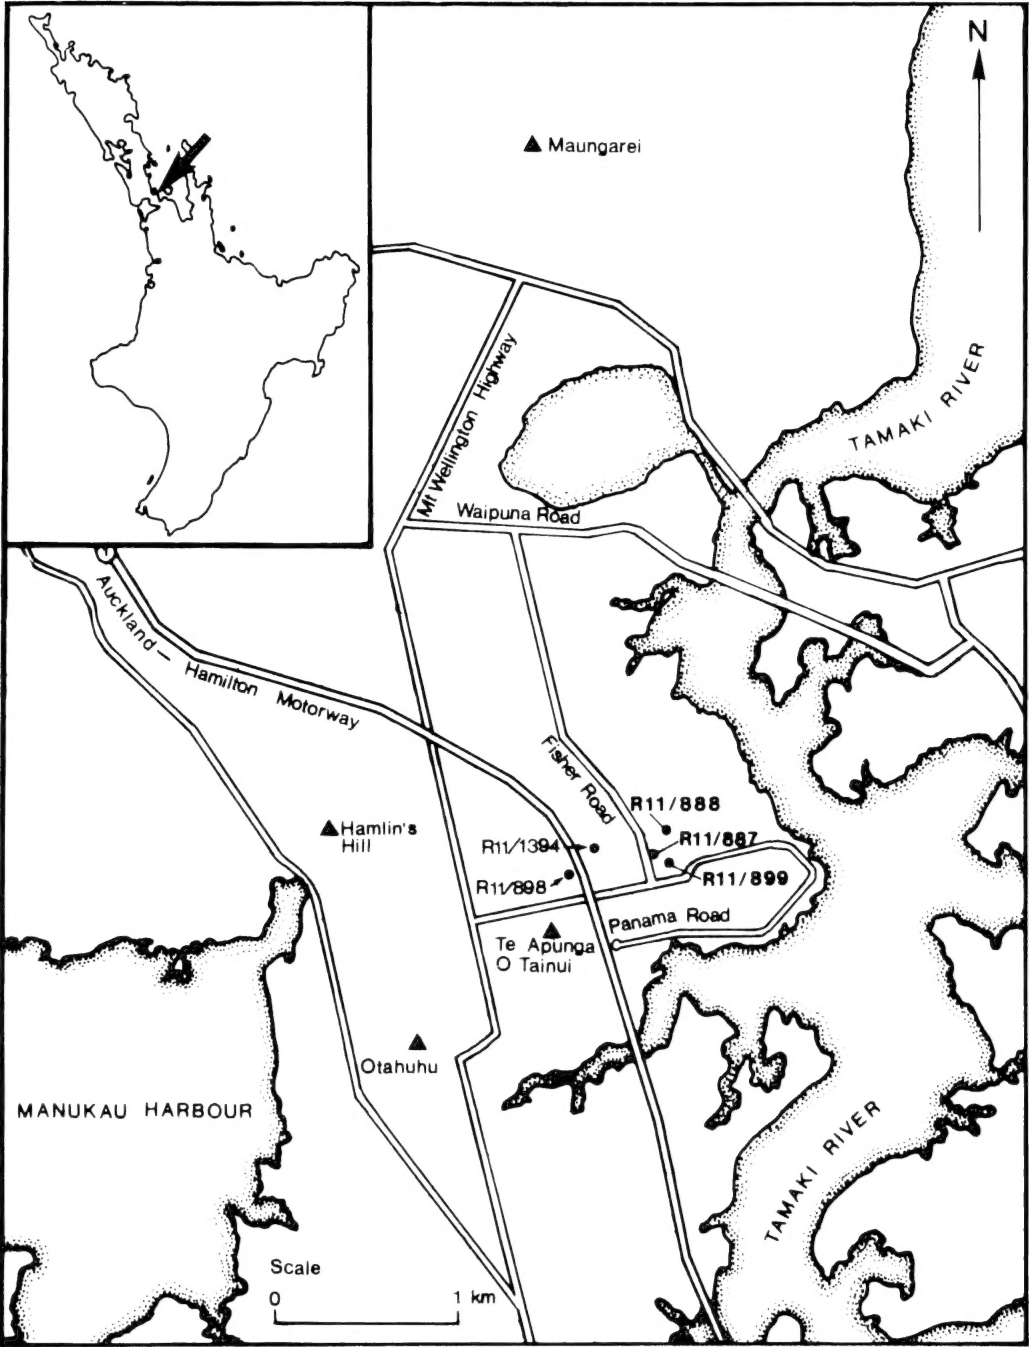 N
Maungarei
Mt Wellington Highway
TAMAKI RIVER
Waipuna Road
Auckland — Hamilton Motorway
Fisher Road
R11/888
Hamlin's
Hill
R11/1394
R11/887
R11/898
R11/899
Panama Road
Te Apunga
O Tainui
Otahuhu
MANUKAU HARBOUR
TAMAKI RIVER
Scale
0 1 km